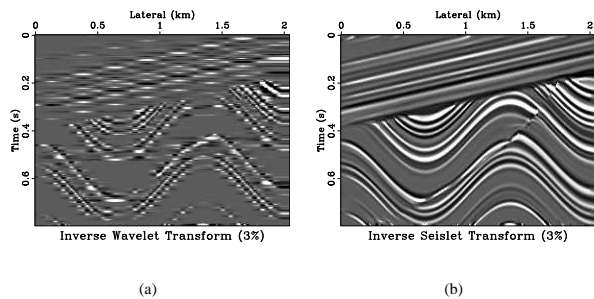 Lateral (km)
0 0.5 1 1.5 2
0 0.2 0.4 0.6
Time (s)
Inverse Wavelet Transform (3%)
(a)
Lateral (km)
0 0.5 1 1.5 2
0 0.2 0.4 0.6
Time (s)
Inverse Seislet Transform (3%)
(b)